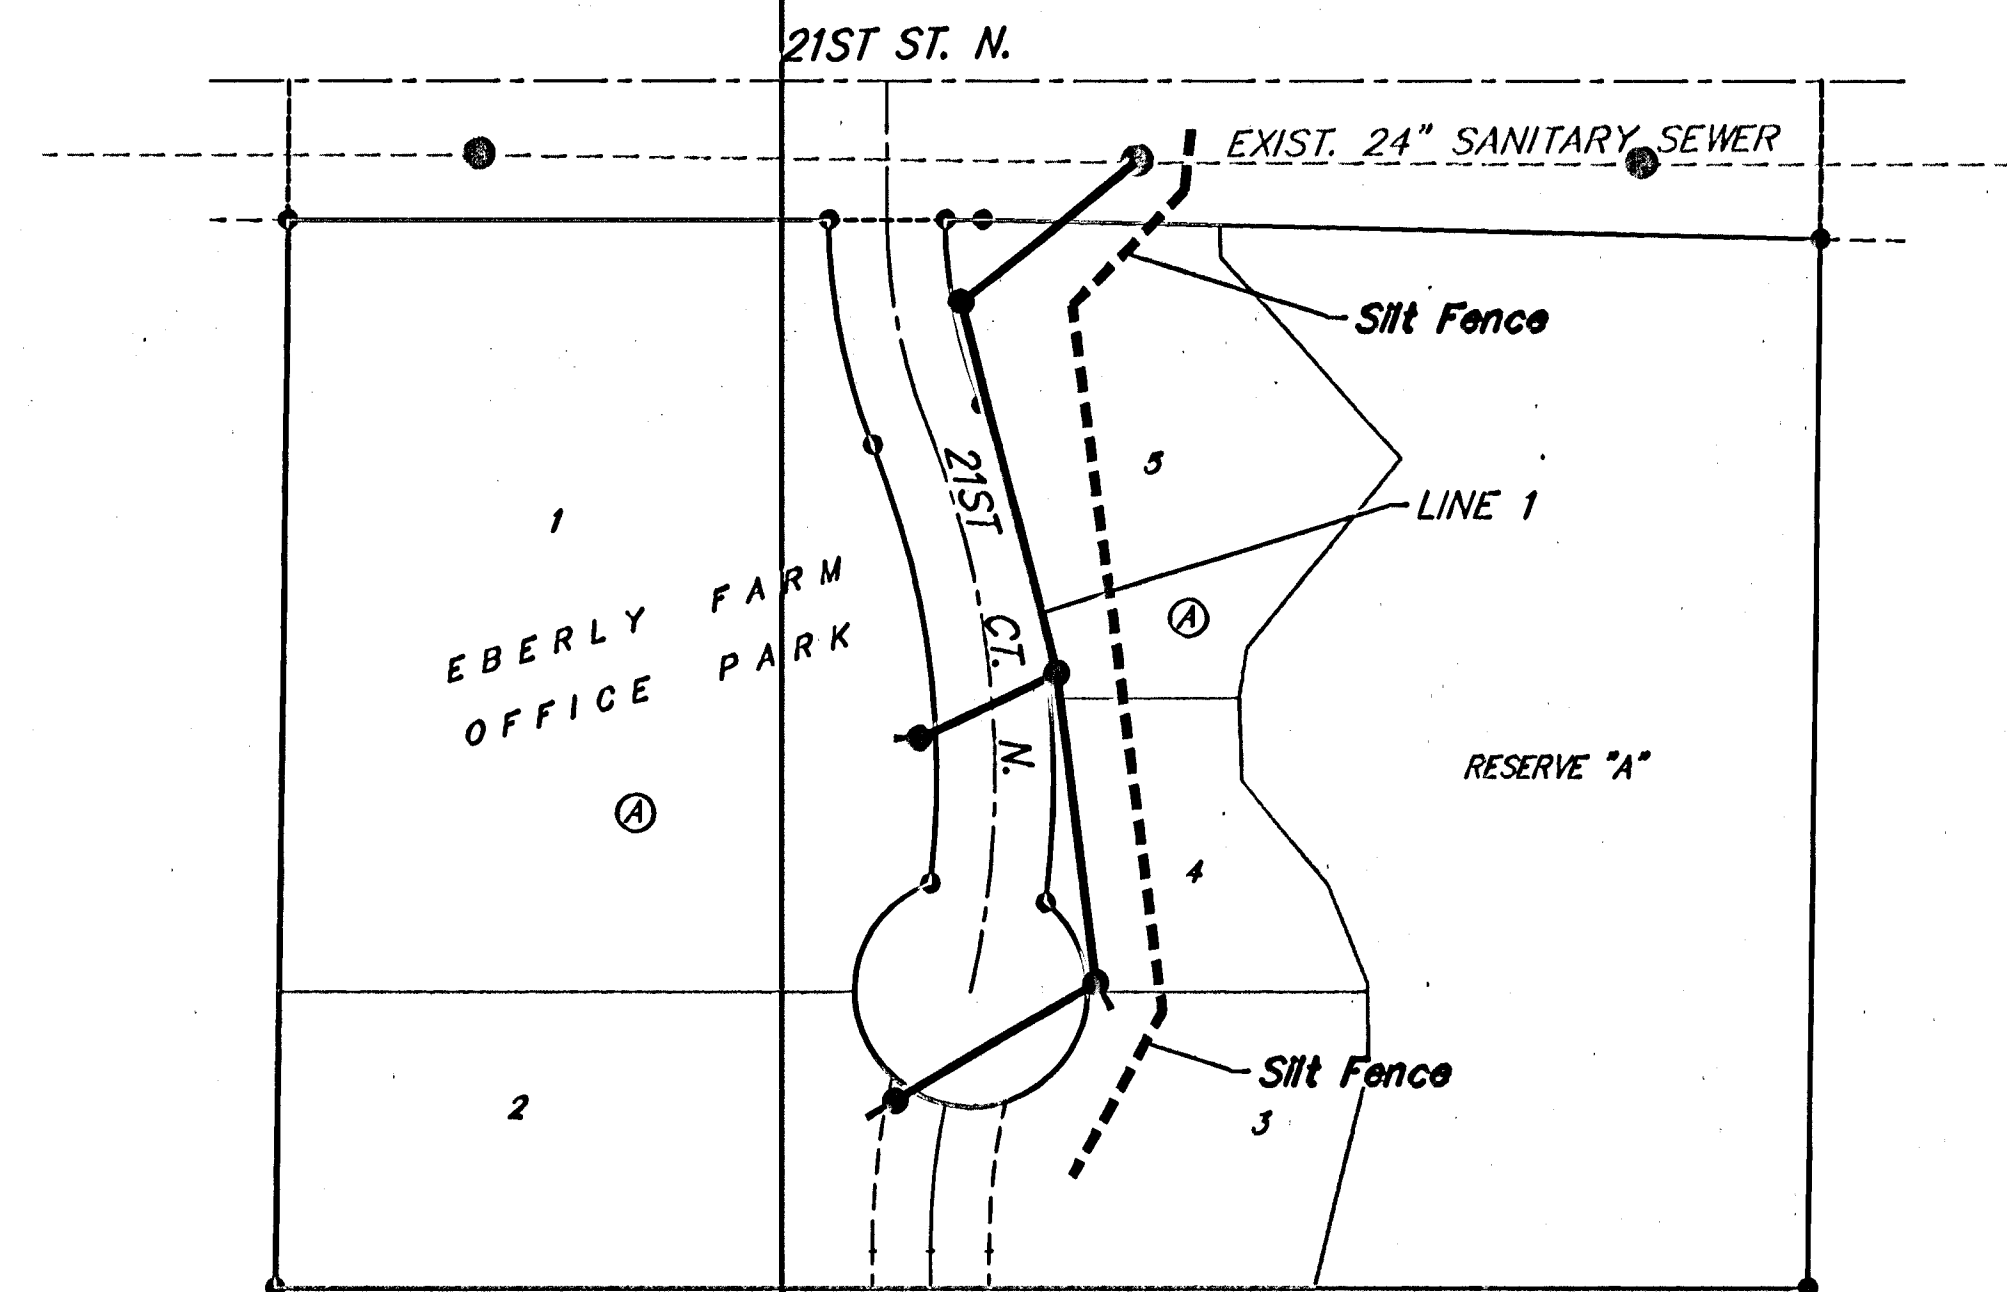 21ST ST. N.
EXIST. 24" SANITARY SEWER
Silt Fence
5
21ST CT. N.
LINE 1
1
EBERLY FARM
OFFICE PARK
A
A
RESERVE "A"
4
Silt Fence
2
3